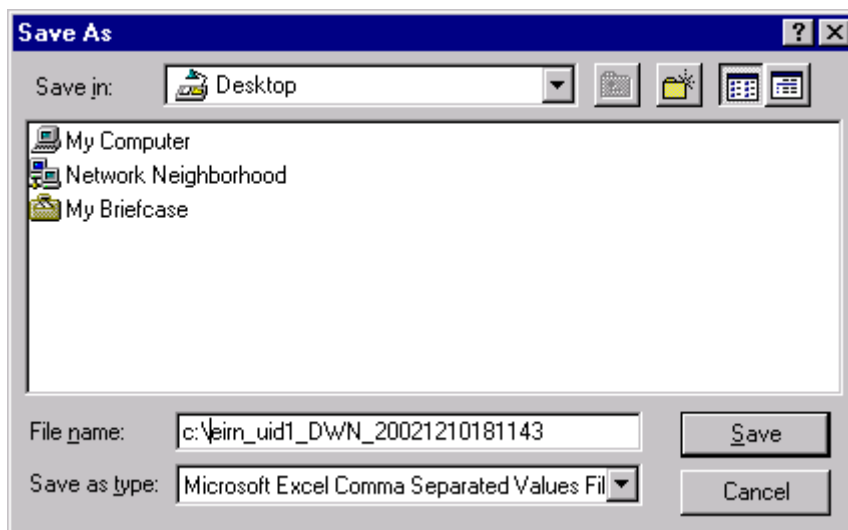 Save As
Save in: Desktop
My Computer
Network Neighborhood
My Briefcase
File name: c:\eirn_uid1_DWN_20021210181143 Save
Save as type: Microsoft Excel Comma Separated Values Fil Cancel